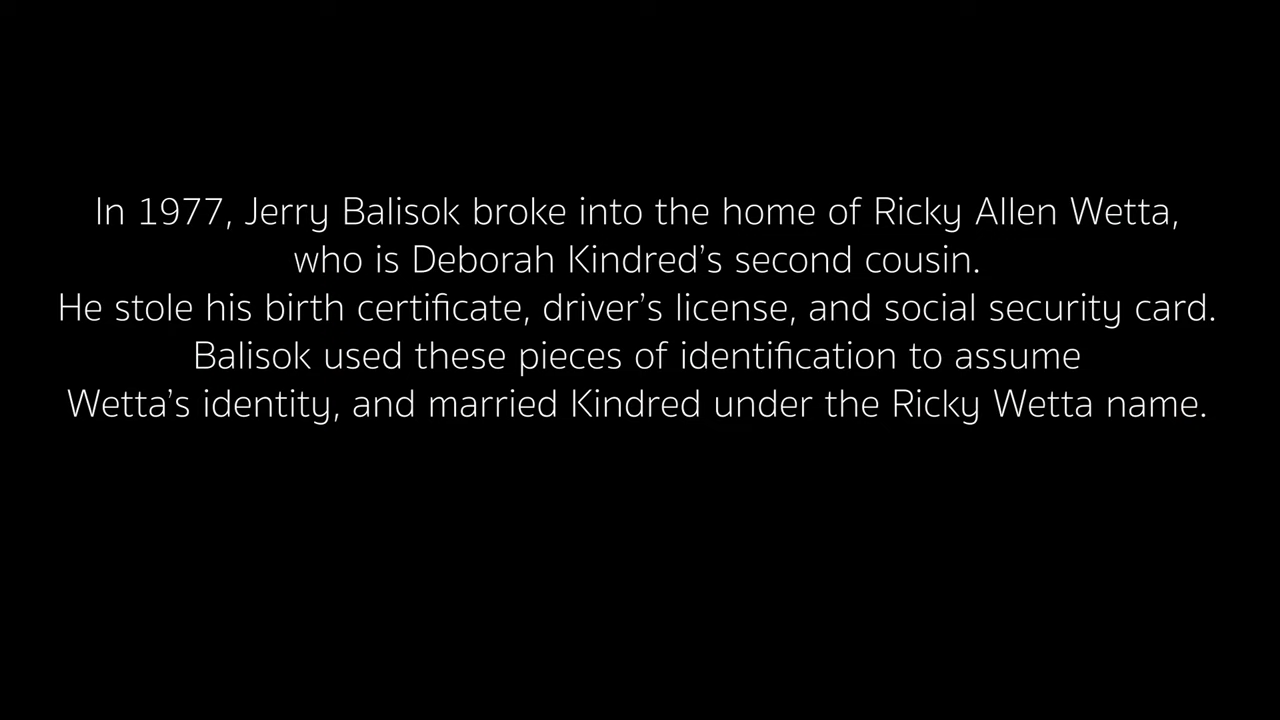 In 1977, Jerry Balisok broke into the home of Ricky Allen Wetta,
who is Deborah Kindred’s second cousin.
He stole his birth certificate, driver’s license, and social security card.
Balisok used these pieces of identification to assume
Wetta’s identity, and married Kindred under the Ricky Wetta name.